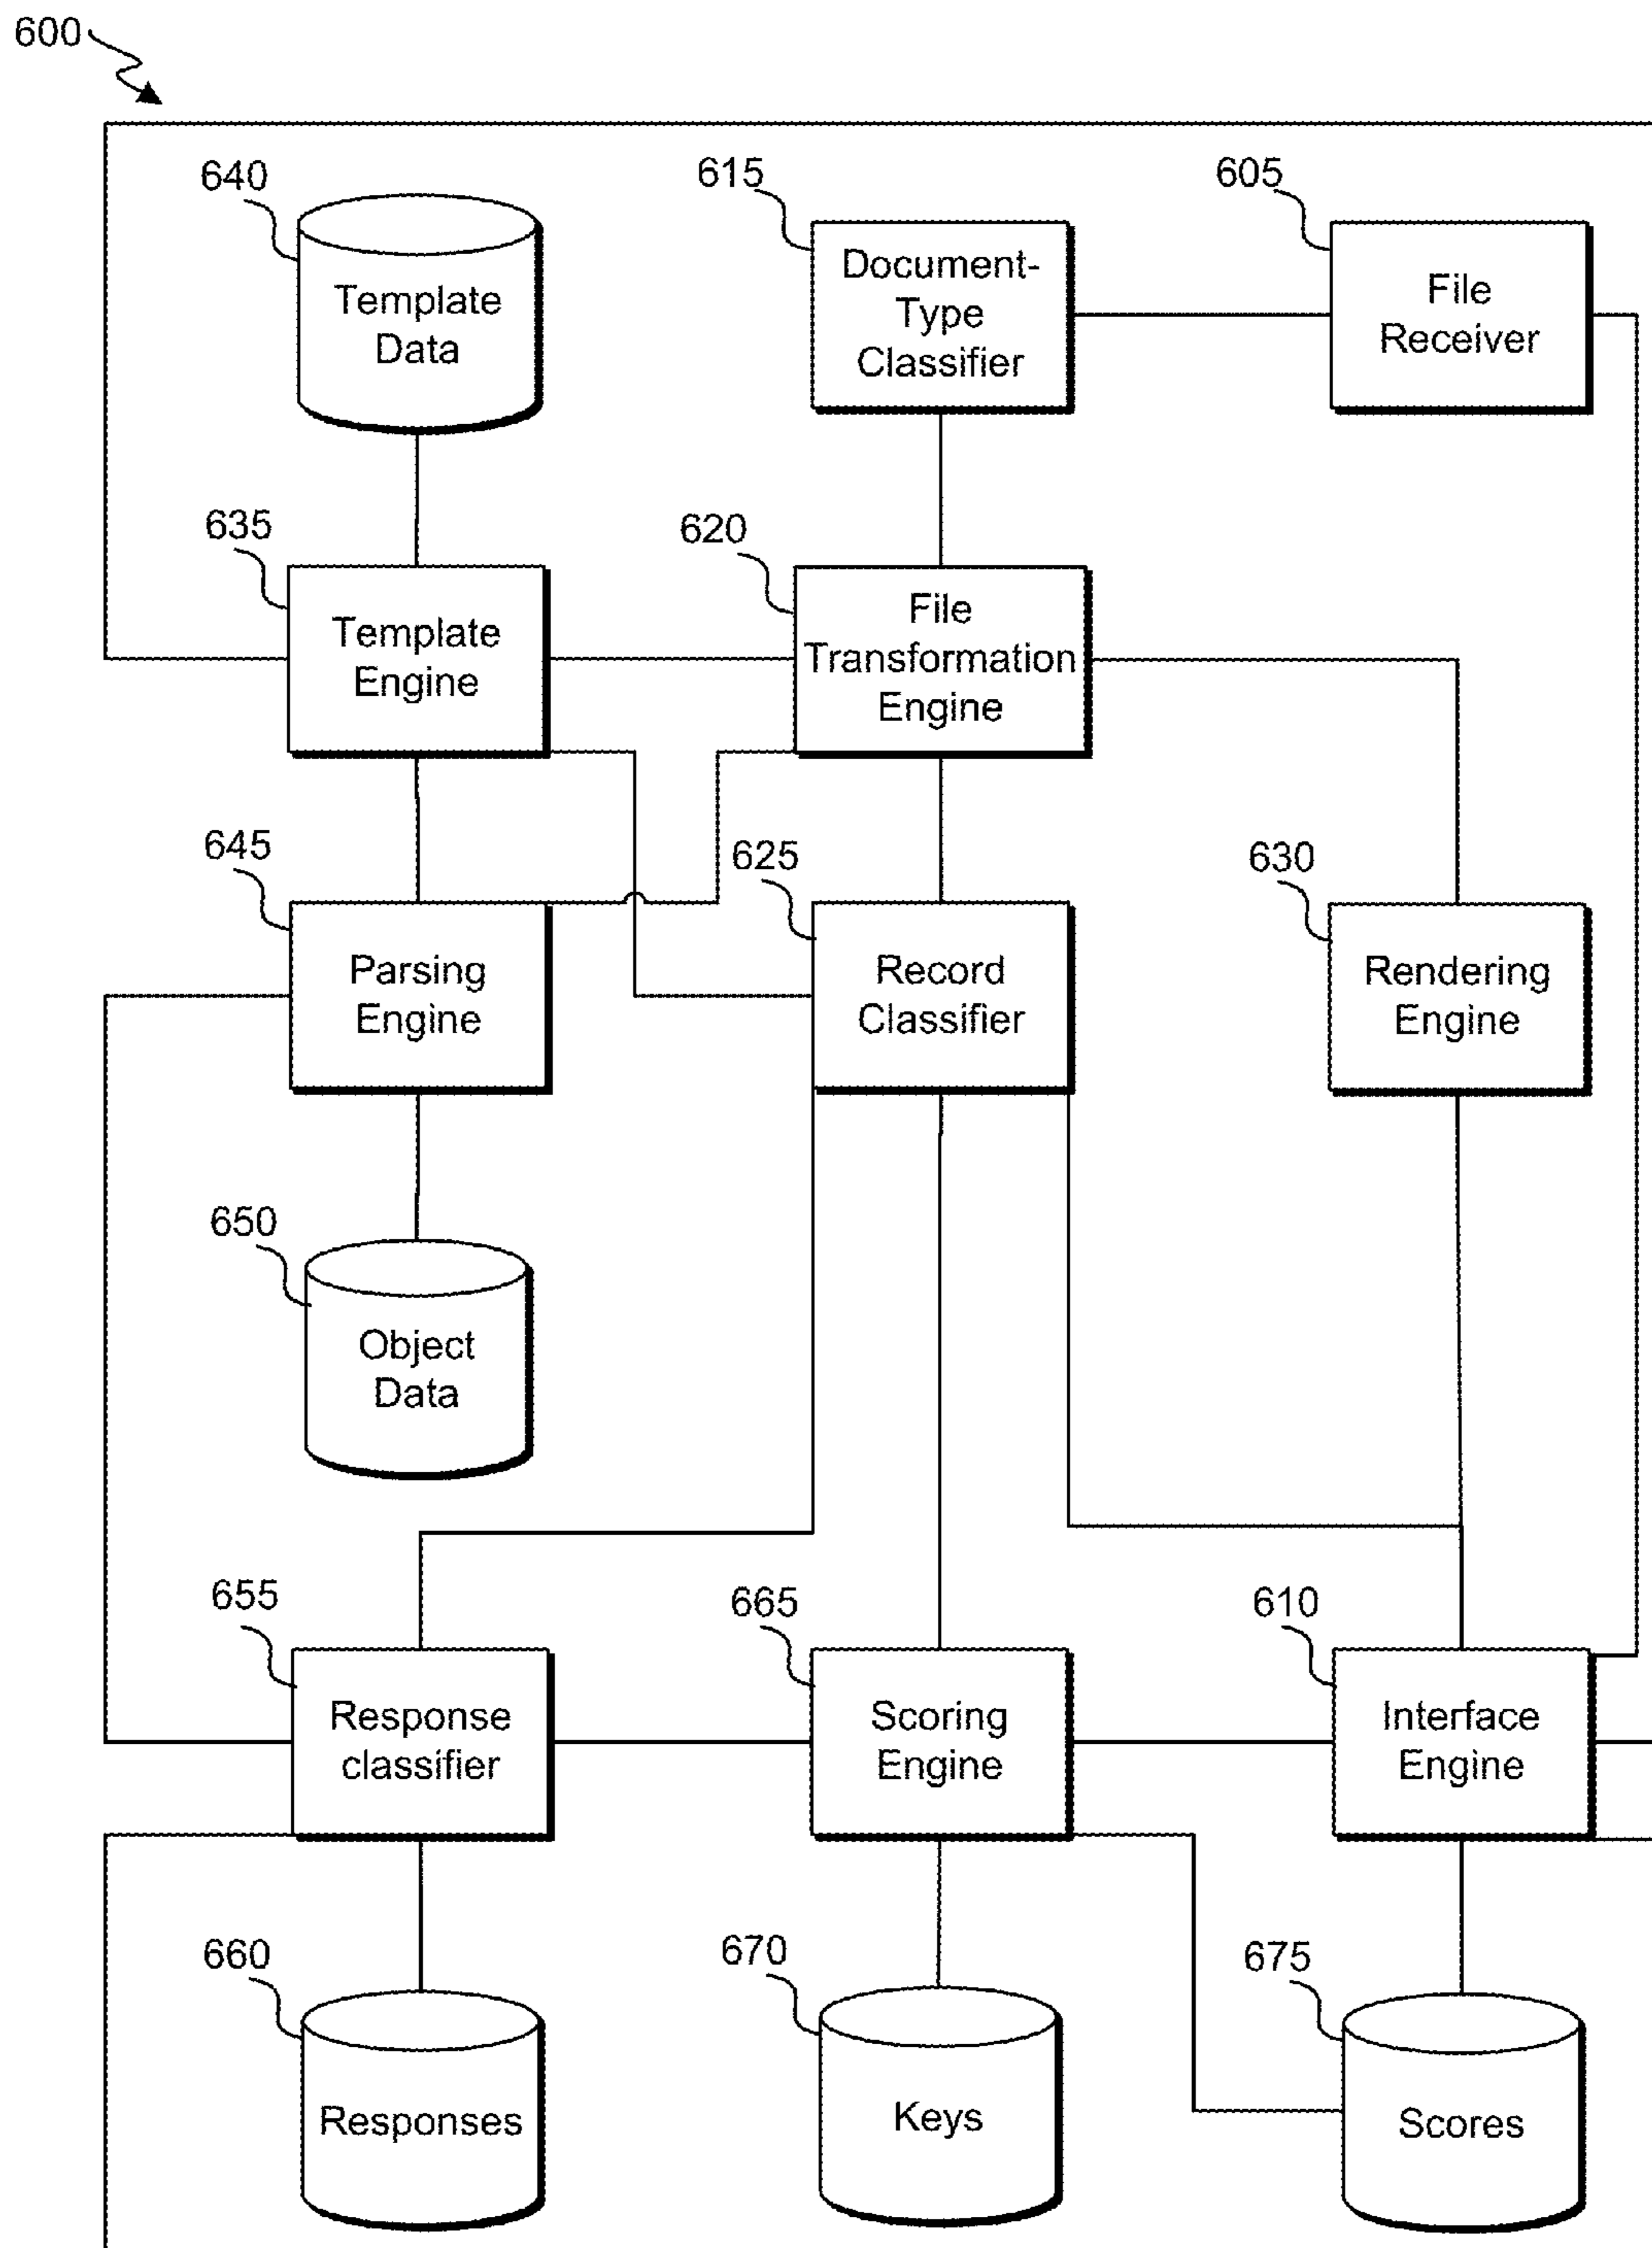 600
640
615
605
Template
Data
Document-
Type
Classifier
File
Receiver
635
620
Template
Engine
File
Transformation
Engine
645
625
630
Parsing
Engine
Record
Classifier
Rendering
Engine
650
Object
Data
655
665
610
Response
classifier
Scoring
Engine
Interface
Engine
660
670
675
Responses
Keys
Scores